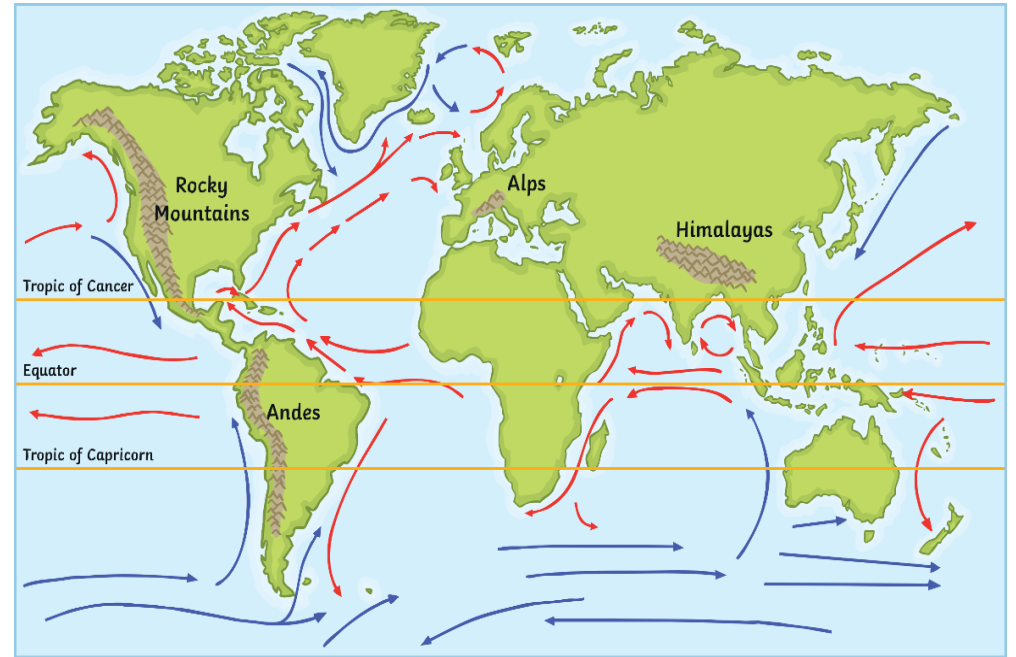 Rocky
Mountains
Alps
Himalayas
Tropic of Cancer
Equator
Andes
Tropic of Capricorn